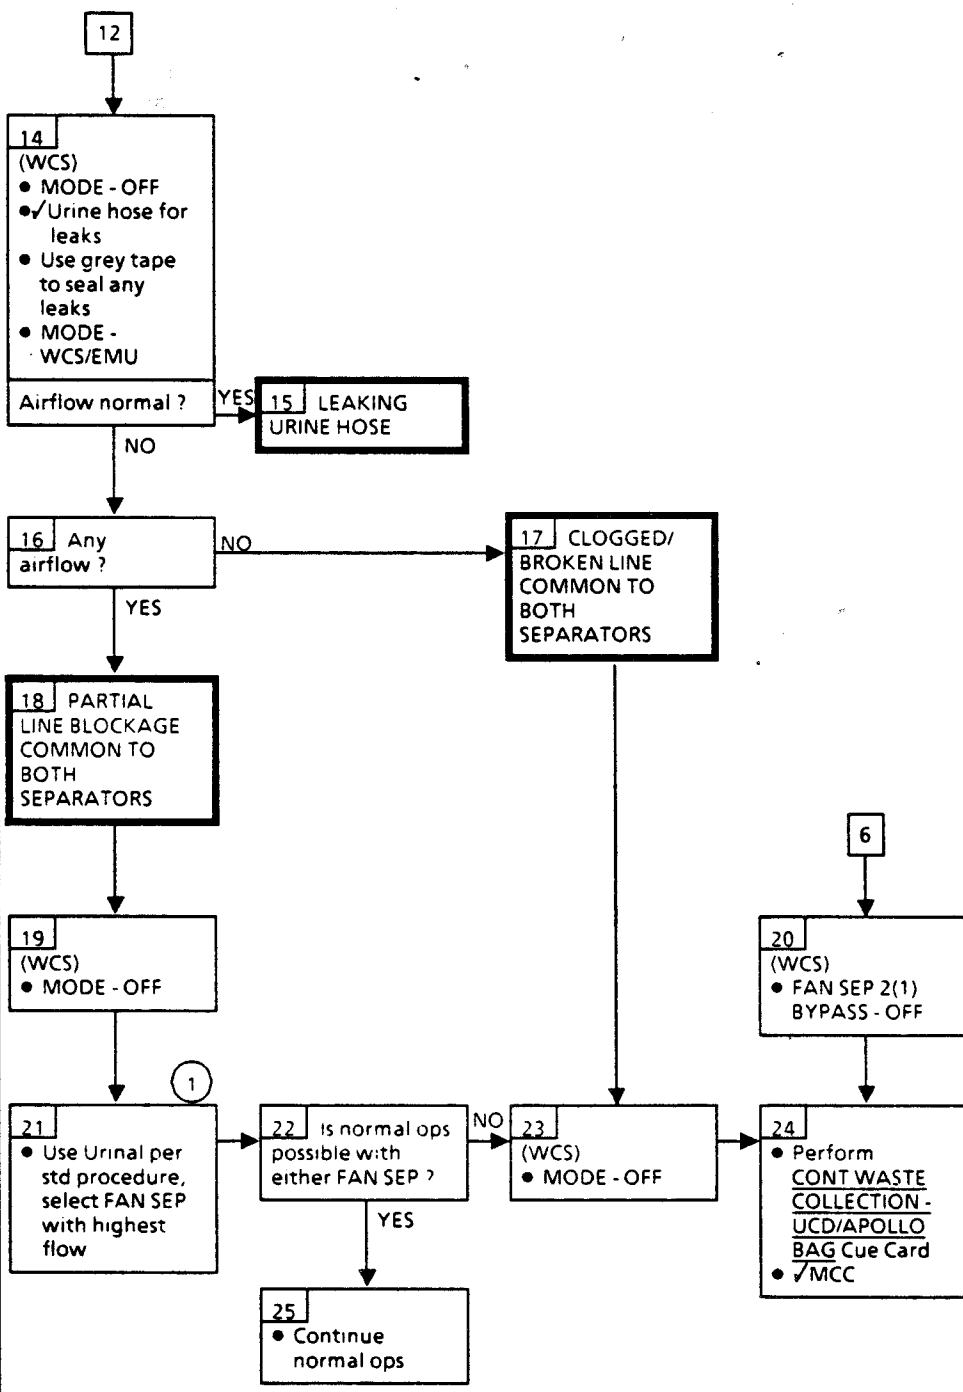 12
14
(WCS)
● MODE - OFF
●✓Urine hose for
leaks
● Use grey tape
to seal any
leaks
● MODE -
WCS/EMU
Airflow normal ?
YES
15 LEAKING
URINE HOSE
NO
16 Any
airflow ?
NO
17 CLOGGED/
BROKEN LINE
COMMON TO
BOTH
SEPARATORS
YES
18 PARTIAL
LINE BLOCKAGE
COMMON TO
BOTH
SEPARATORS
6
19
(WCS)
● MODE - OFF
20
(WCS)
● FAN SEP 2(1)
BYPASS - OFF
1
21
● Use Urinal per
std procedure,
select FAN SEP
with highest
flow
22 Is normal ops
possible with
either FAN SEP ?
NO
23
(WCS)
● MODE - OFF
24
● Perform
CONT WASTE
COLLECTION -
UCD/APOLLO
BAG Cue Card
● ✓MCC
YES
25
● Continue
normal ops